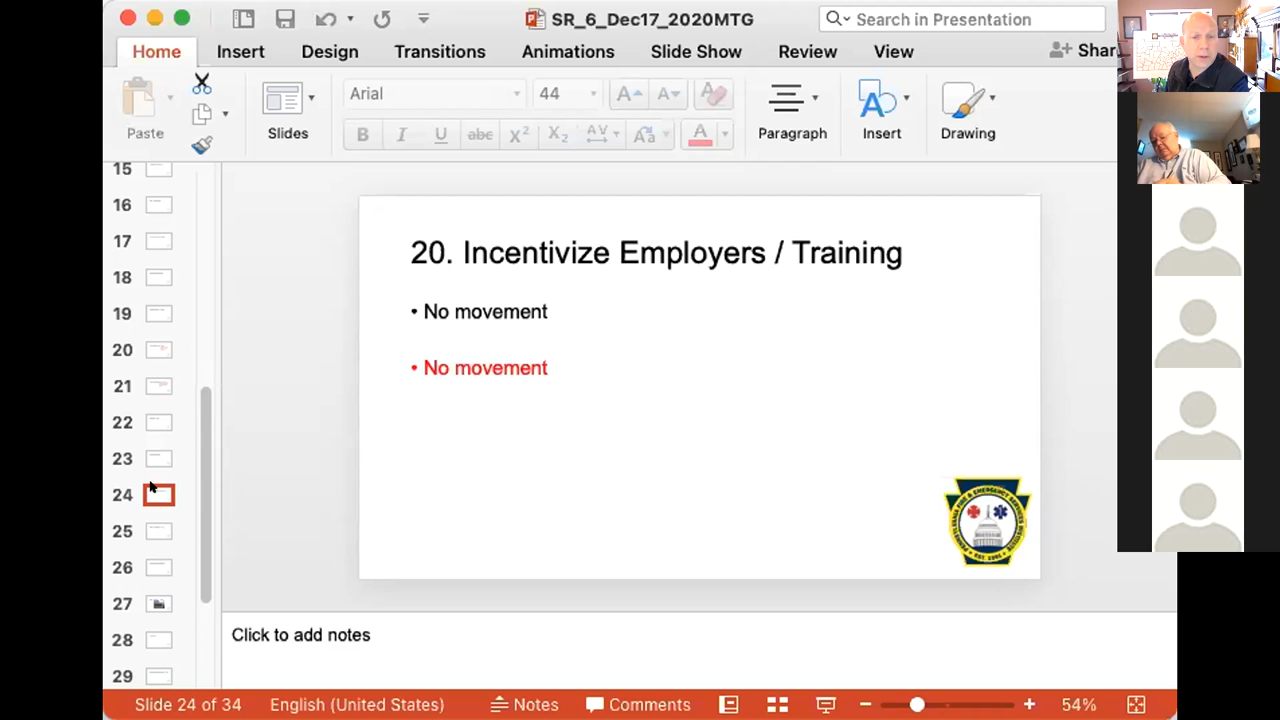 SR_6_Dec17_2020MTG
Search in Presentation
Home Insert Design Transitions Animations Slide Show Review View Shar
Arial 44
Paste Slides Paragraph Insert Drawing
15
16
17
18
19
20
21
22
23
24
25
26
27
28
29
20. Incentivize Employers / Training
• No movement
• No movement
Click to add notes
Slide 24 of 34 English (United States) Notes Comments 54%